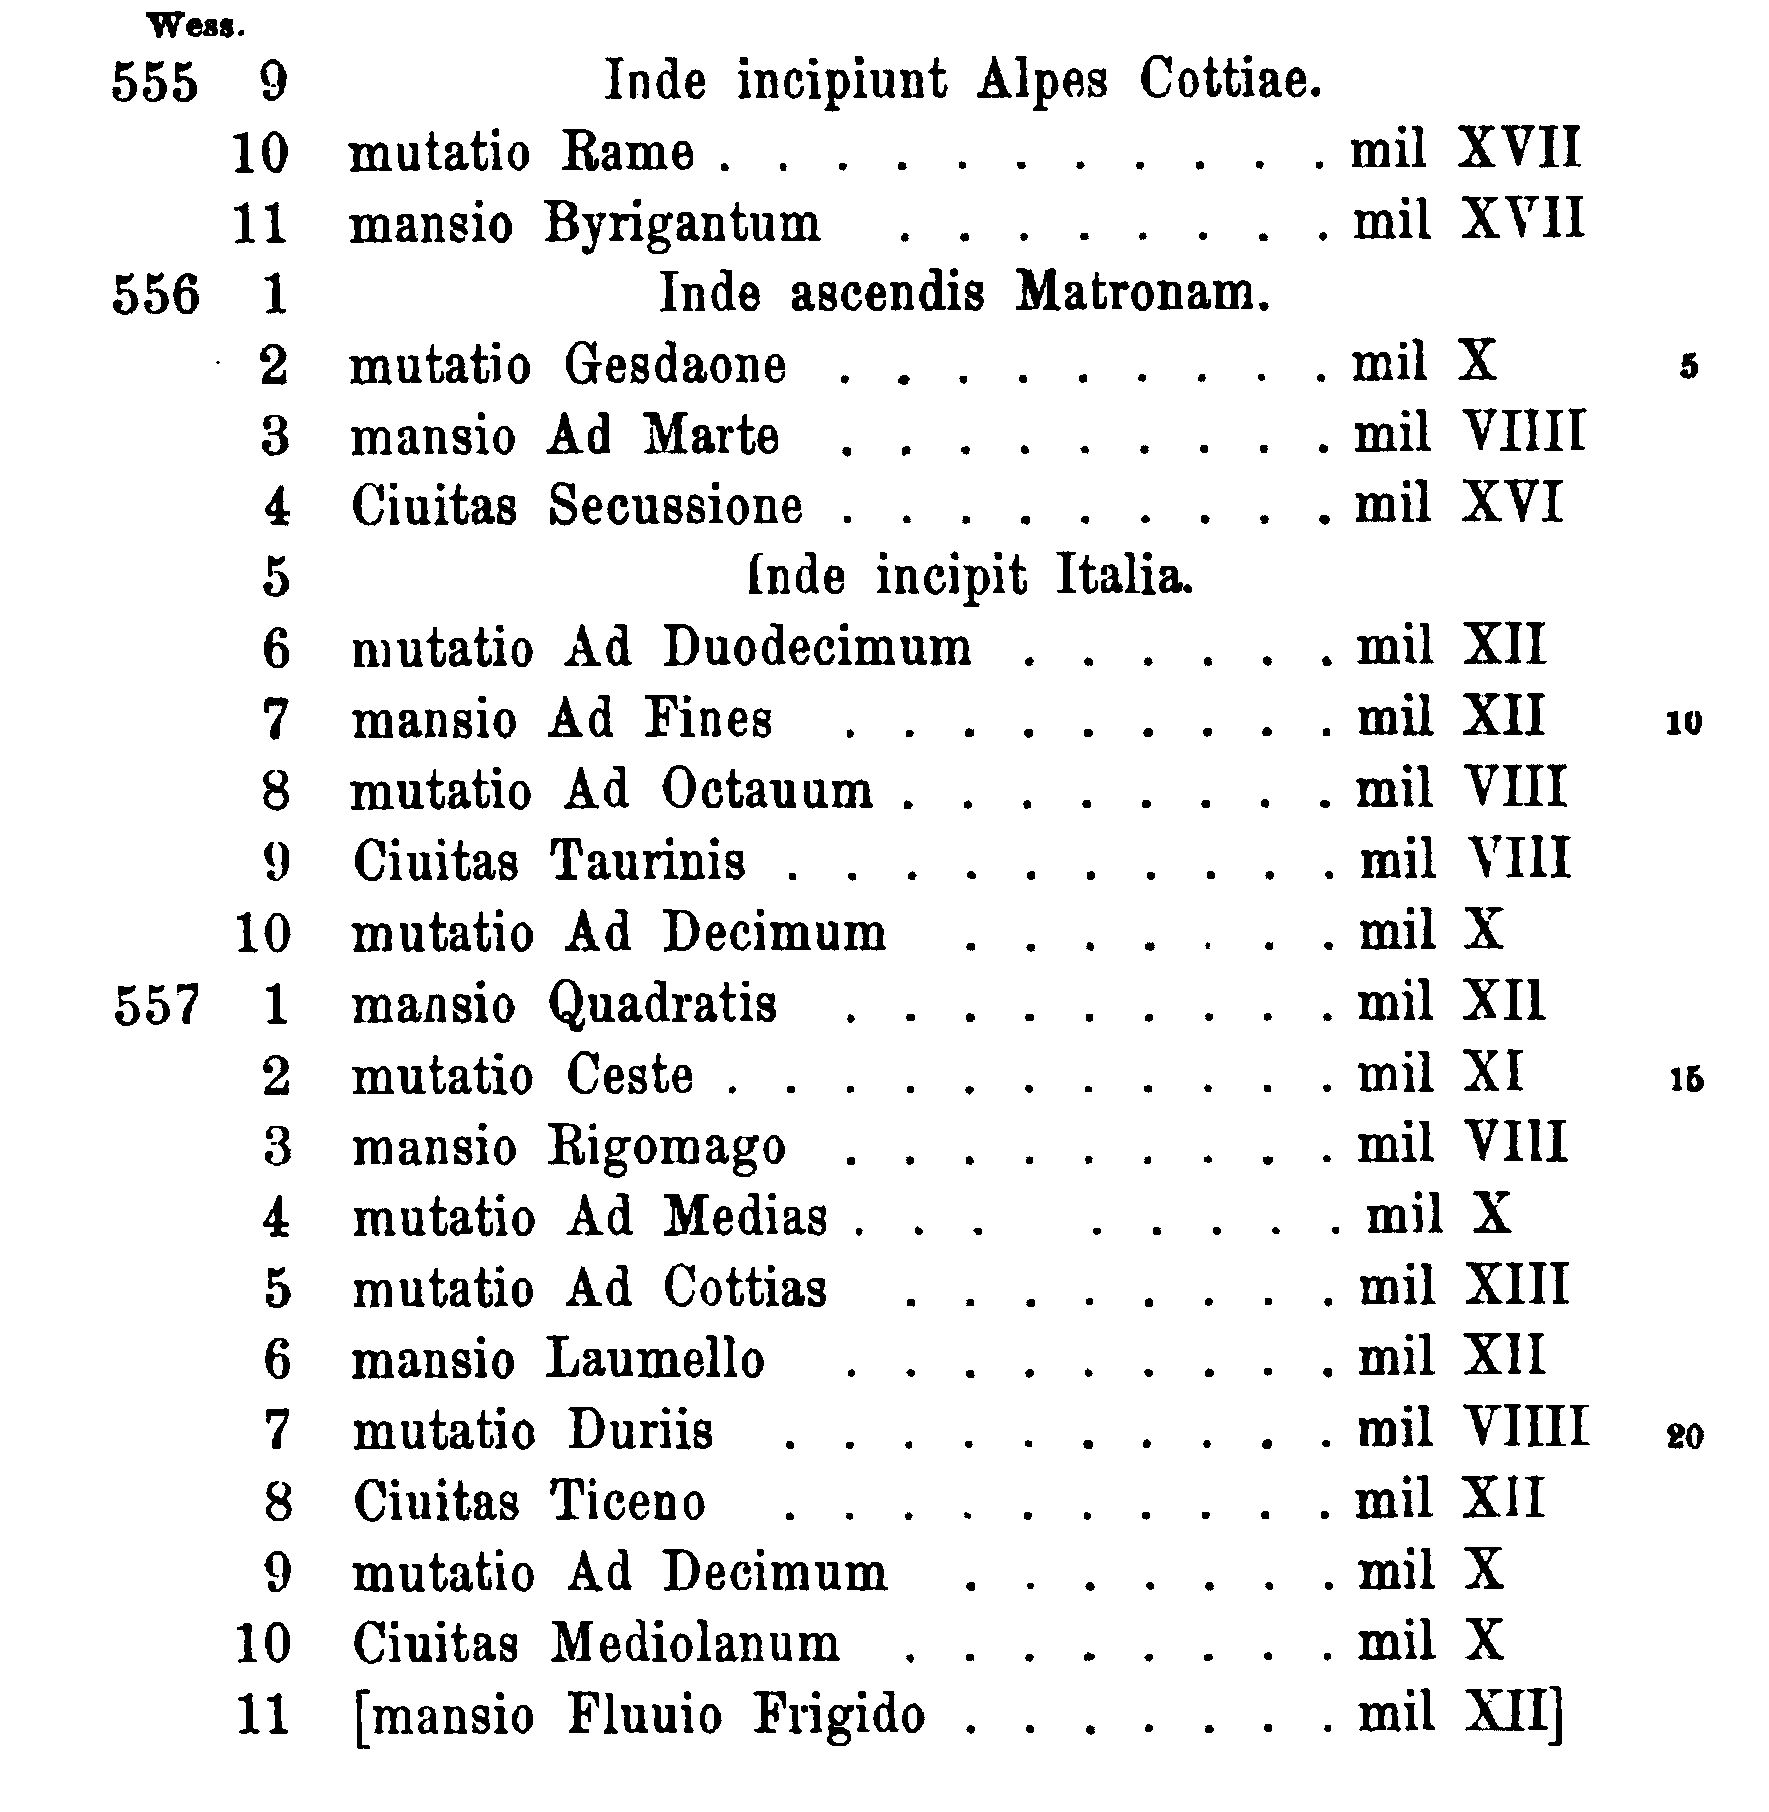 Wess.
555 9 Inde incipiunt Alpes Cottiae.
10 mutatio Rame . . . . . . . . . . . mil XVII
11 mansio Byrigantum . . . . . . . . mil XVII
556 1 Inde ascendis Matronam.
2 mutatio Gesdaone . . . . . . . . . mil X 5
3 mansio Ad Marte . . . . . . . . . mil VIIII
4 Ciuitas Secussione . . . . . . . . . mil XVI
5 Inde incipit Italia.
6 mutatio Ad Duodecimum . . . . . . mil XII
7 mansio Ad Fines . . . . . . . . . mil XII 10
8 mutatio Ad Octauum . . . . . . . . mil VIII
9 Ciuitas Taurinis . . . . . . . . . . mil VIII
10 mutatio Ad Decimum . . . . . . . mil X
557 1 mansio Quadratis . . . . . . . . . mil XII
2 mutatio Ceste . . . . . . . . . . . mil XI 15
3 mansio Rigomago . . . . . . . . . mil VIII
4 mutatio Ad Medias . . . . . . . . mil X
5 mutatio Ad Cottias . . . . . . . . mil XIII
6 mansio Laumello . . . . . . . . . mil XII
7 mutatio Duriis . . . . . . . . . . mil VIIII 20
8 Ciuitas Ticeno . . . . . . . . . . mil XII
9 mutatio Ad Decimum . . . . . . . mil X
10 Ciuitas Mediolanum . . . . . . . . mil X
11 [mansio Fluuio Frigido . . . . . . . mil XII]